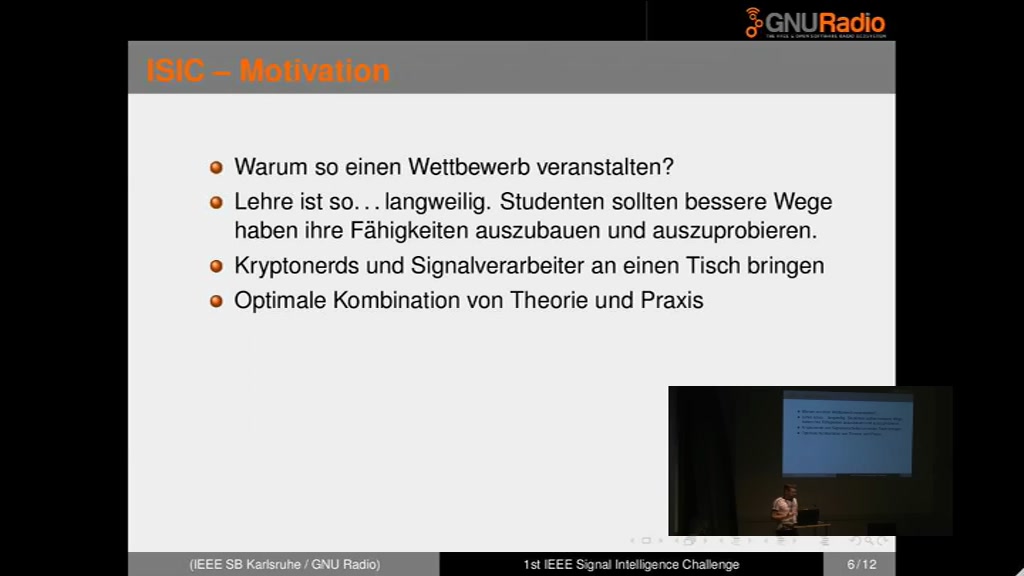 GNURadio
THE FREE & OPEN SOFTWARE RADIO ECOSYSTEM
ISIC – Motivation
Warum so einen Wettbewerb veranstalten?
Lehre ist so. . . langweilig. Studenten sollten bessere Wege
haben ihre Fähigkeiten auszubauen und auszuprobieren.
Kryptonerds und Signalverarbeiter an einen Tisch bringen
Optimale Kombination von Theorie und Praxis
(IEEE SB Karlsruhe / GNU Radio)
1st IEEE Signal Intelligence Challenge
6 / 12